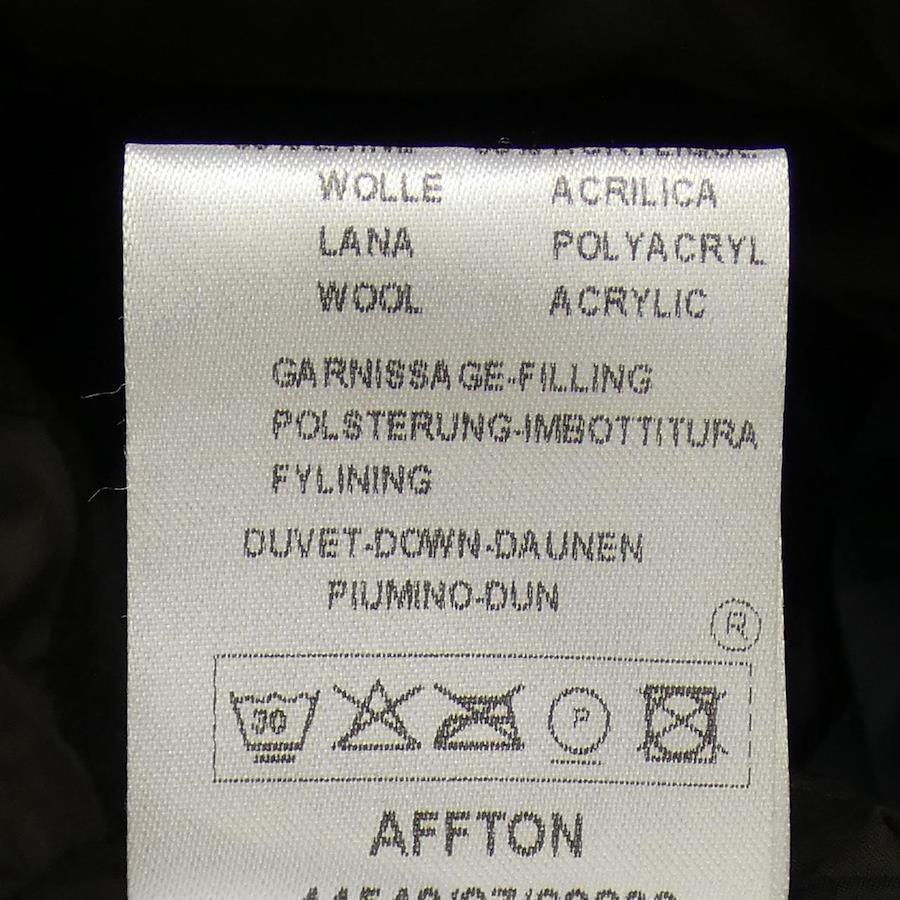 WOLLE ACRILICA
LANA POLYACRYL
WOOL ACRYLIC
GARNISSAGE-FILLING
POLSTERUNG-IMBOTTITURA
FYLINING
DUVET-DOWN-DAUNEN
PIUMINO-DUN
®
30 P
AFFTON